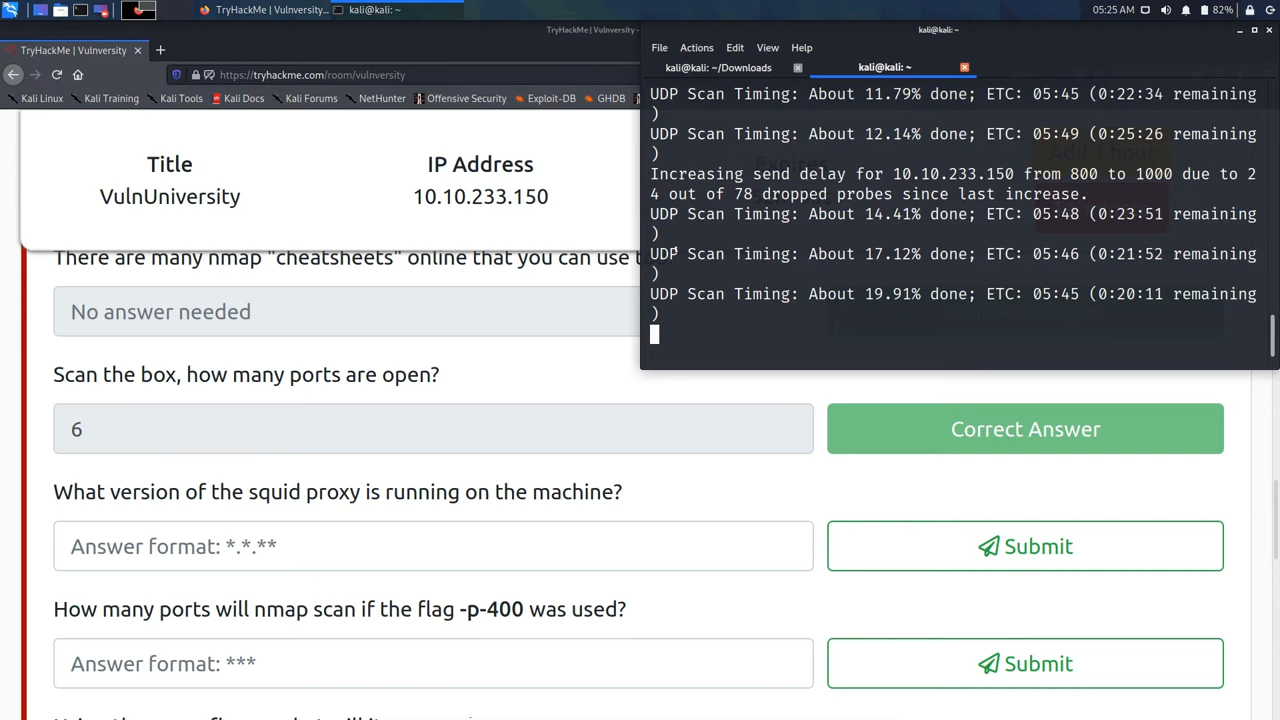 TryHackMe | Vulnversity...
kali@kali: ~
05:25 AM
82%
TryHackMe | Vulnversity
TryHackMe | Vulnversity -
https://tryhackme.com/room/vulnversity
Kali Linux
Kali Training
Kali Tools
Kali Docs
Kali Forums
NetHunter
Offensive Security
Exploit-DB
GHDB
Title
IP Address
VulnUniversity
10.10.233.150
There are many nmap "cheatsheets" online that you can use t
No answer needed
Scan the box, how many ports are open?
6
Correct Answer
What version of the squid proxy is running on the machine?
Answer format: *.*.**
Submit
How many ports will nmap scan if the flag -p-400 was used?
Answer format: ***
Submit
kali@kali: ~
File Actions Edit View Help
kali@kali: ~/Downloads
kali@kali: ~
UDP Scan Timing: About 11.79% done; ETC: 05:45 (0:22:34 remaining
)
UDP Scan Timing: About 12.14% done; ETC: 05:49 (0:25:26 remaining
)
Increasing send delay for 10.10.233.150 from 800 to 1000 due to 2
4 out of 78 dropped probes since last increase.
UDP Scan Timing: About 14.41% done; ETC: 05:48 (0:23:51 remaining
)
UDP Scan Timing: About 17.12% done; ETC: 05:46 (0:21:52 remaining
)
UDP Scan Timing: About 19.91% done; ETC: 05:45 (0:20:11 remaining
)
Expires
Add 1 hour